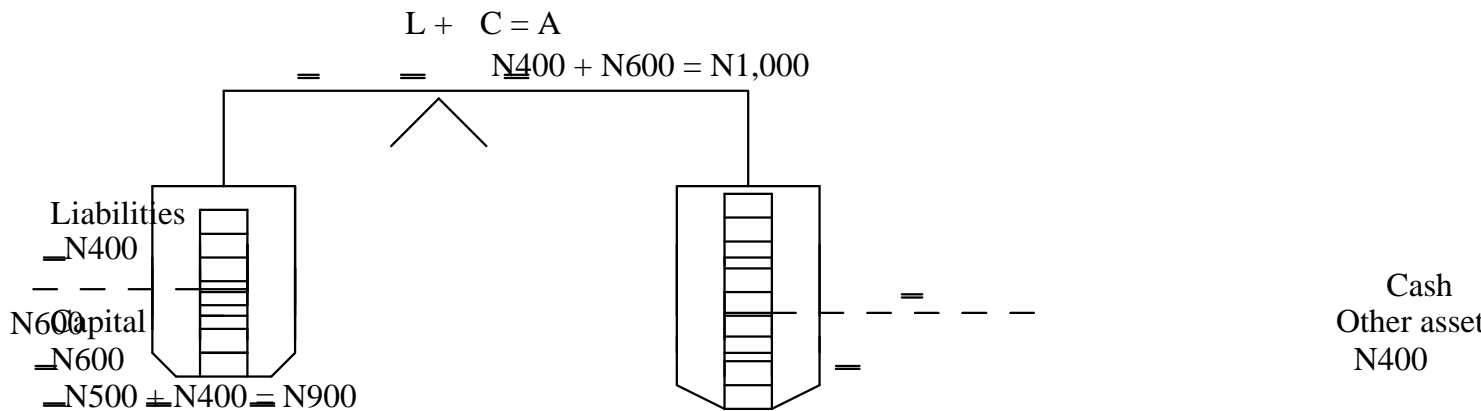 L + C = A
N400 + N600 = N1,000
Liabilities
N400
Cash
N600
Capital
Other asset
N600
N400
N500 + N400 = N900